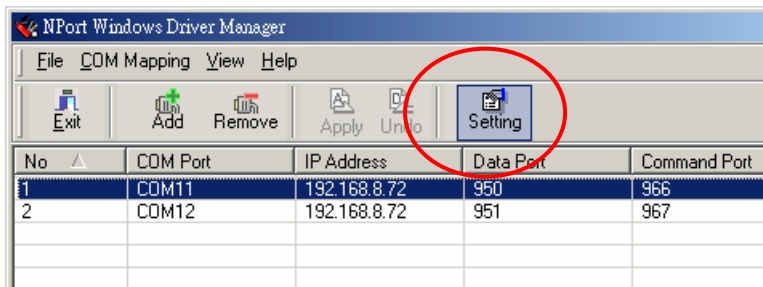 NPort Windows Driver Manager
File COM Mapping View Help
Exit Add Remove Apply Undo Setting
No COM Port IP Address Data Port Command Port
1 COM11 192.168.8.72 950 966
2 COM12 192.168.8.72 951 967